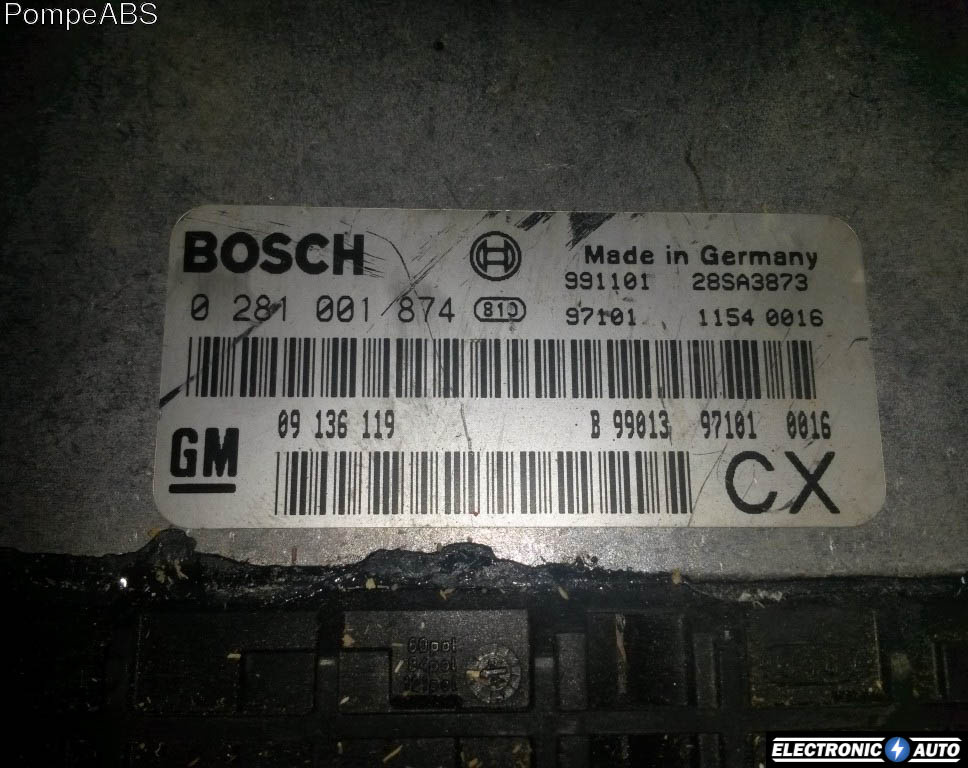 PompeABS
BOSCH Made in Germany
991101 28SA3873
0 281 001 874 810 97101 1154 0016
09 136 119 B 99013 97101 0016
GM CX
60pol
ELECTRONIC AUTO